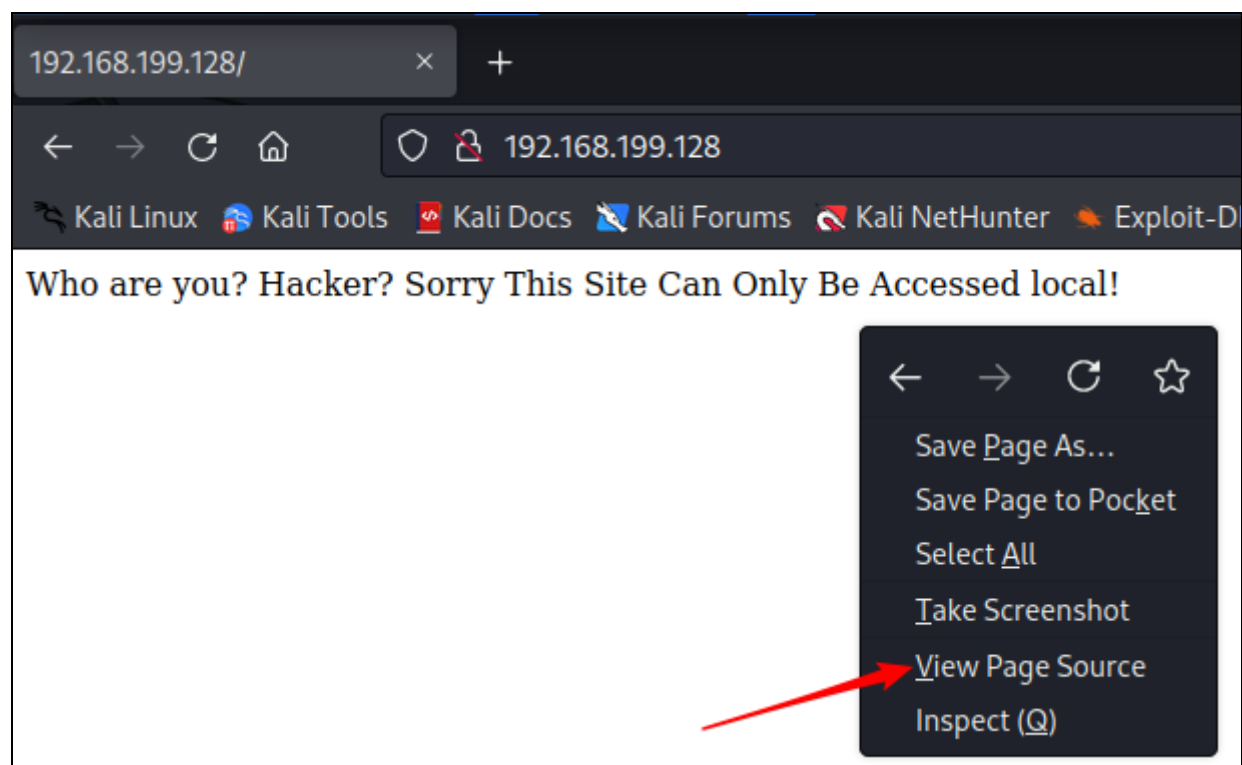 192.168.199.128/
192.168.199.128
Kali Linux Kali Tools Kali Docs Kali Forums Kali NetHunter Exploit-D
Who are you? Hacker? Sorry This Site Can Only Be Accessed local!
Save Page As...
Save Page to Pocket
Select All
Take Screenshot
View Page Source
Inspect (Q)